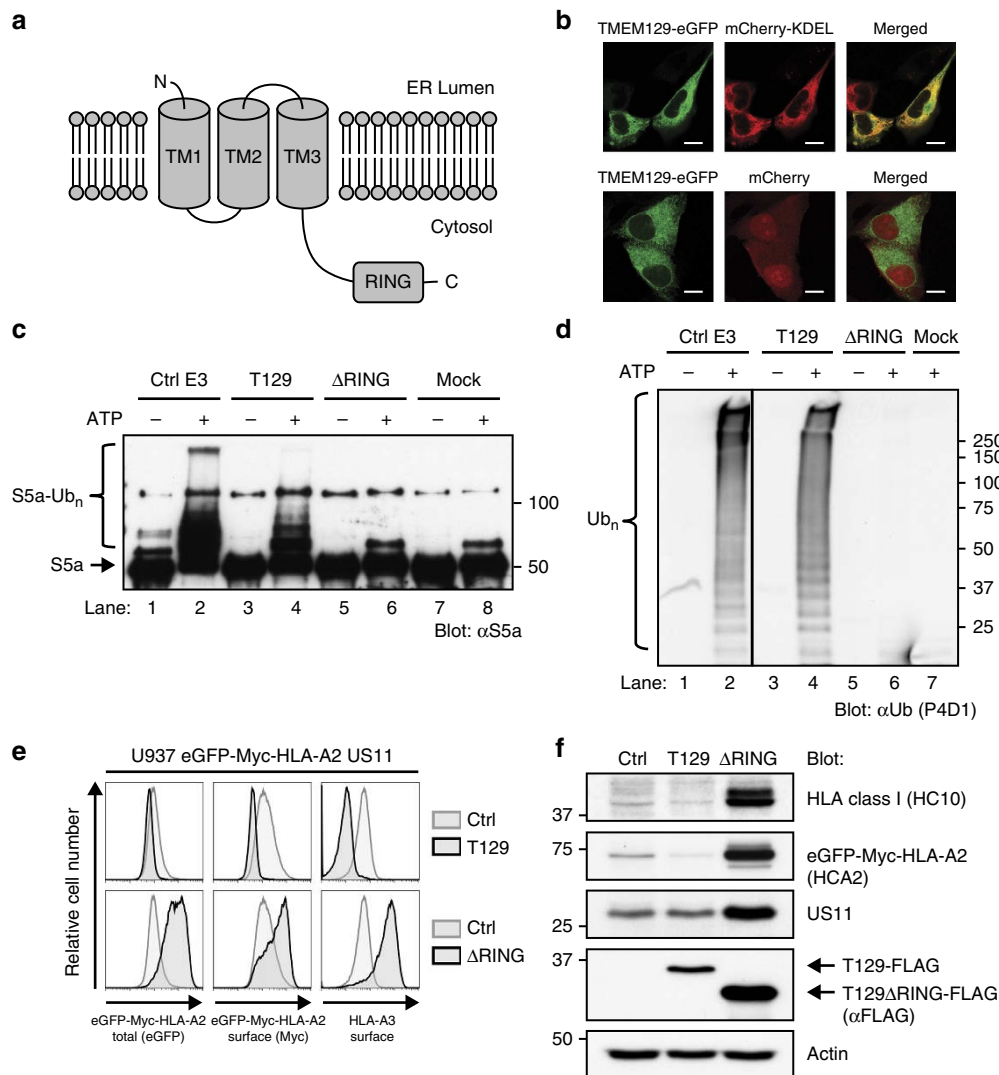 a
N
ER Lumen
TM1 TM2 TM3
Cytosol
RING C
b
TMEM129-eGFP mCherry-KDEL Merged
TMEM129-eGFP mCherry Merged
c
Ctrl E3 T129 ΔRING Mock
ATP – + – + – + – +
S5a-Ubn
100
S5a
50
Lane: 1 2 3 4 5 6 7 8
Blot: αS5a
d
Ctrl E3 T129 ΔRING Mock
ATP – + – + – + +
250
150
100
75
Ubn
50
37
25
Lane: 1 2 3 4 5 6 7
Blot: αUb (P4D1)
e
U937 eGFP-Myc-HLA-A2 US11
Relative cell number
Ctrl
T129
Ctrl
ΔRING
eGFP-Myc-HLA-A2
total (eGFP)
eGFP-Myc-HLA-A2
surface (Myc)
HLA-A3
surface
f
Ctrl T129 ΔRING Blot:
HLA class I (HC10)
37
75
eGFP-Myc-HLA-A2
(HCA2)
US11
25
37
T129-FLAG
T129ΔRING-FLAG
(αFLAG)
50
Actin